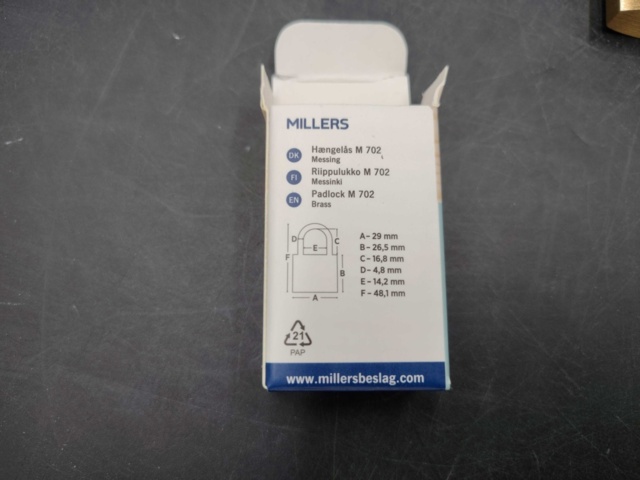 MILLERS
DK Hængelås M 702
Messing
FI Riippulukko M 702
Messinki
EN Padlock M 702
Brass
D
C
E
F
B
A
A – 29 mm
B – 26,5 mm
C – 16,8 mm
D – 4,8 mm
E – 14,2 mm
F – 48,1 mm
21
PAP
www.millersbeslag.com